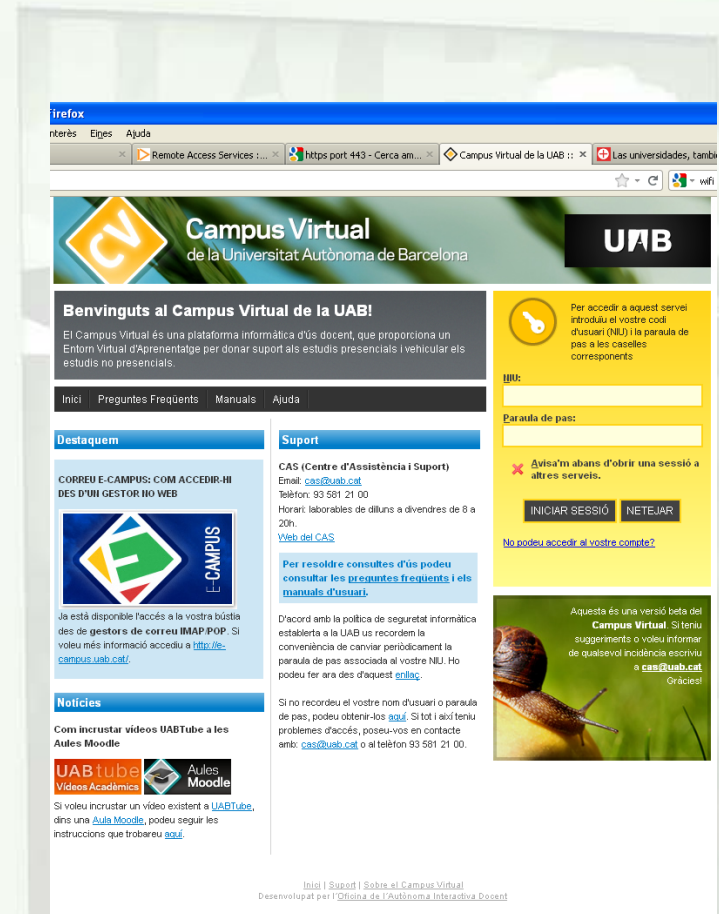 Firefox
nterès Eines Ajuda
Remote Access Services :...
https port 443 - Cerca am...
Campus Virtual de la UAB ::
Las universidades, tambi
wifi
CV
Campus Virtual
de la Universitat Autònoma de Barcelona
UAB
Benvinguts al Campus Virtual de la UAB!
El Campus Virtual és una plataforma informàtica d'ús docent, que proporciona un
Entorn Virtual d'Aprenentatge per donar suport als estudis presencials i vehicular els
estudis no presencials.
Inici Preguntes Freqüents Manuals Ajuda
Destaquem
CORREU E-CAMPUS: COM ACCEDIR-HI
DES D'UN GESTOR NO WEB
E-CAMPUS
Ja està disponible l'accés a la vostra bústia
des de gestors de correu IMAP/POP. Si
voleu més informació accediu a http://e-
campus.uab.cat/.
Notícies
Com incrustar vídeos UABTube a les
Aules Moodle
UABtube
Vídeos Acadèmics
Aules
Moodle
Si voleu incrustar un vídeo existent a UABTube,
dins una Aula Moodle, podeu seguir les
instruccions que trobareu aquí.
Suport
CAS (Centre d'Assistència i Suport)
Email: cas@uab.cat
Telèfon: 93 581 21 00
Horari: laborables de dilluns a divendres de 8 a
20h.
Web del CAS
Per resoldre consultes d'ús podeu
consultar les preguntes freqüents i els
manuals d'usuari.
D'acord amb la política de seguretat informàtica
establerta a la UAB us recordem la
conveniència de canviar periòdicament la
paraula de pas associada al vostre NIU. Ho
podeu fer ara des d'aquest enllaç.
Si no recordeu el vostre nom d'usuari o paraula
de pas, podeu obtenir-los aquí. Si tot i així teniu
problemes d'accés, poseu-vos en contacte
amb: cas@uab.cat o al telèfon 93 581 21 00.
Per accedir a aquest servei
introduïu el vostre codi
d'usuari (NIU) i la paraula de
pas a les caselles
corresponents
NIU:
Paraula de pas:
Avisa'm abans d'obrir una sessió a
altres serveis.
INICIAR SESSIÓ NETEJAR
No podeu accedir al vostre compte?
Aquesta és una versió beta del
Campus Virtual. Si teniu
suggeriments o voleu informar
de qualsevol incidència escriviu
a cas@uab.cat
Gràcies!
Inici | Suport | Sobre el Campus Virtual
Desenvolupat per l'Oficina de l'Autònoma Interactiva Docent